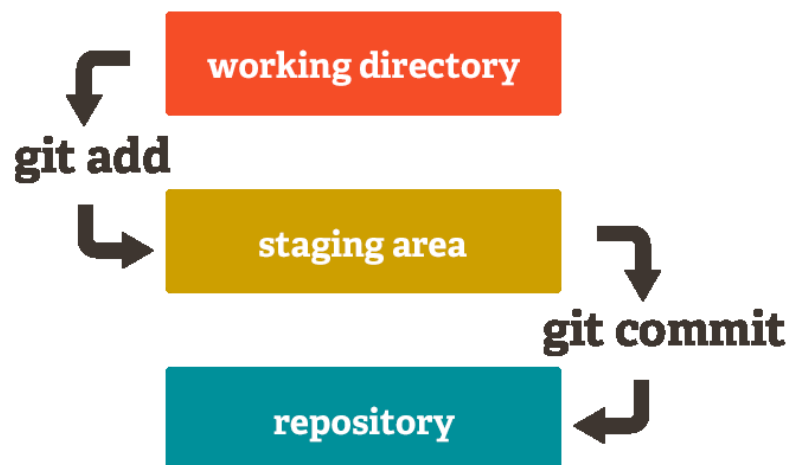 working directory
git add
staging area
git commit
repository